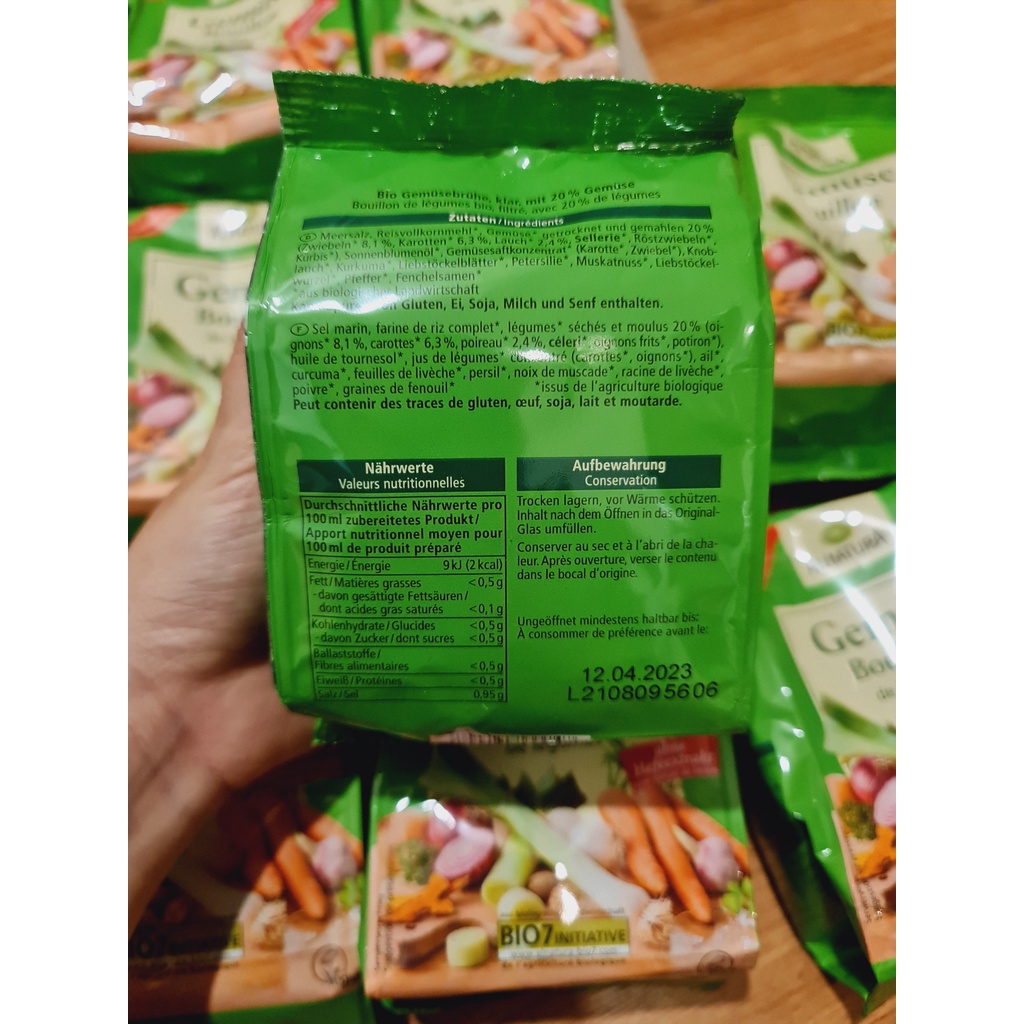 Bio Gemüsebrühe, klar, mit 20% Gemüse
Bouillon de légumes bio, filtré, avec 20% de légumes
Zutaten/Ingrédients
Meersalz, Reisvollkornmehl*, Gemüse* getrocknet und gemahlen 20%
(Zwiebeln* 8,1%, Karotten* 6,3%, Lauch* 2,4%, sellerie*, Röstzwiebeln*,
Kürbis*), Sonnenblumenöl*, Gemüsesaftkonzentrat* (Karotte*, Zwiebel*), Knob-
lauch*, Kurkuma*, Liebstöckelblätter*, Petersilie*, Muskatnuss*, Liebstöckel-
wurzel*, Pfeffer*, Fenchelsamen*
*aus biologischer Landwirtschaft
Kann Spuren von Gluten, Ei, Soja, Milch und Senf enthalten.
F Sel marin, farine de riz complet*, légumes* séchés et moulus 20% (oi-
gnons* 8,1%, carottes* 6,3%, poireau* 2,4%, céleri*, oignons frits*, potiron*),
huile de tournesol*, jus de légumes* concentré (carottes*, oignons*), ail*,
curcuma*, feuilles de livèche*, persil*, noix de muscade*, racine de livèche*,
poivre*, graines de fenouil* *issus de l'agriculture biologique
Peut contenir des traces de gluten, œuf, soja, lait et moutarde.
Nährwerte
Valeurs nutritionnelles
Durchschnittliche Nährwerte pro
100 ml zubereitetes Produkt/
Apport nutritionnel moyen pour
100 ml de produit préparé
Energie/Énergie 9 kJ (2 kcal)
Fett/Matières grasses <0,5 g
-davon gesättigte Fettsäuren/
dont acides gras saturés <0,1 g
Kohlenhydrate/Glucides <0,5 g
-davon Zucker/dont sucres <0,5 g
Ballaststoffe/
Fibres alimentaires <0,5 g
Eiweiß/Protéines <0,5 g
Salz/Sel 0,95 g
Aufbewahrung
Conservation
Trocken lagern, vor Wärme schützen.
Inhalt nach dem Öffnen in das Original-
Glas umfüllen.
Conserver au sec et à l'abri de la cha-
leur. Après ouverture, verser le contenu
dans le bocal d'origine.
Ungeöffnet mindestens haltbar bis:
À consommer de préférence avant le:
12.04.2023
L2108095606
NATURA
Gem
Bou
BIO7 INITIATIVE